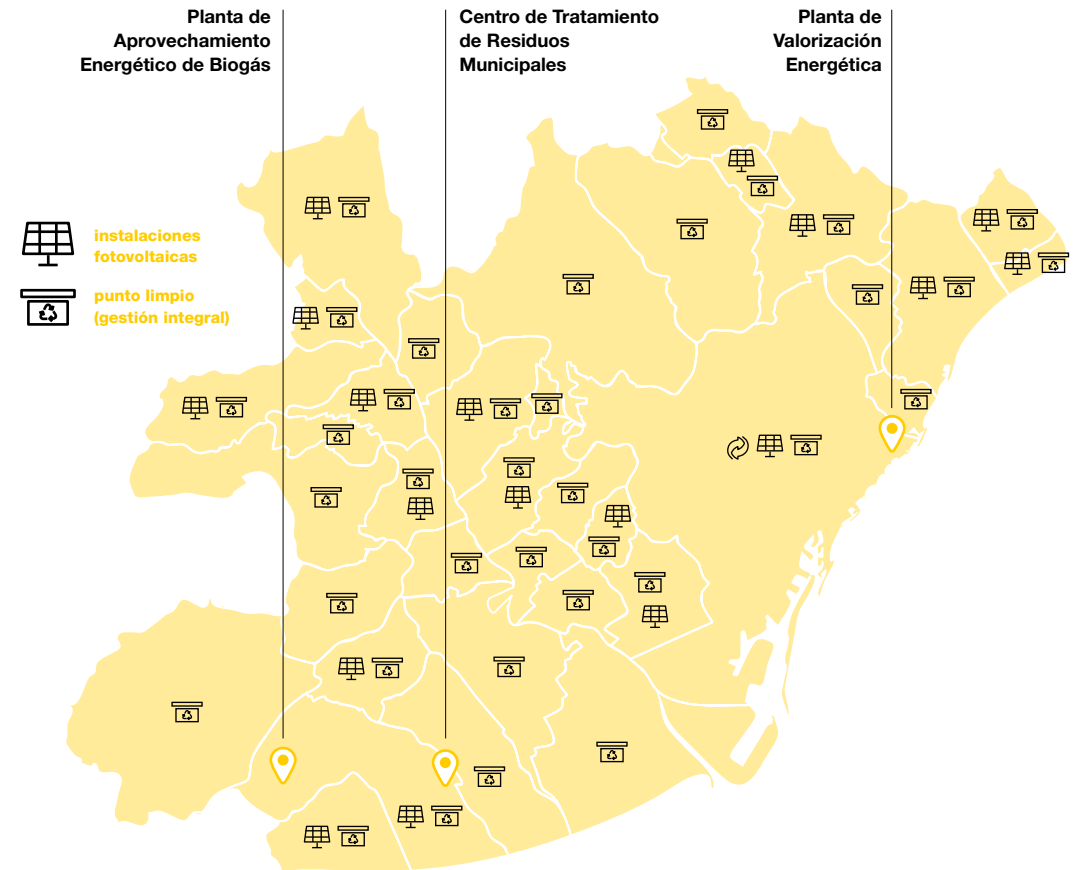 Planta de
Aprovechamiento
Energético de Biogás
Centro de Tratamiento
de Residuos
Municipales
Planta de
Valorización
Energética
instalaciones
fotovoltaicas
punto limpio
(gestión integral)